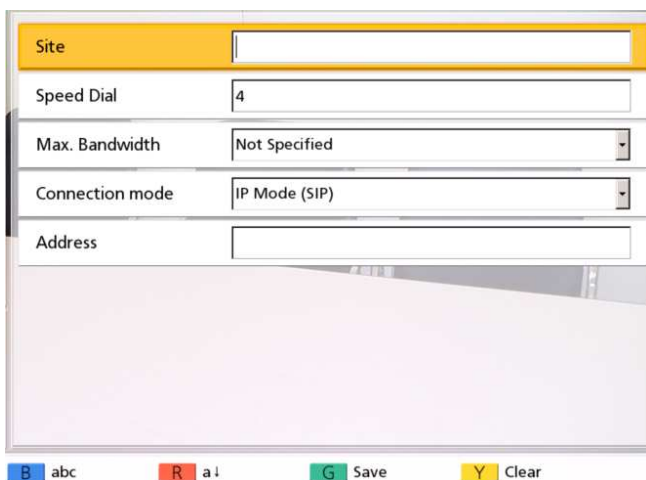 Site
Speed Dial 4
Max. Bandwidth Not Specified
Connection mode IP Mode (SIP)
Address
B abc R a↓ G Save Y Clear